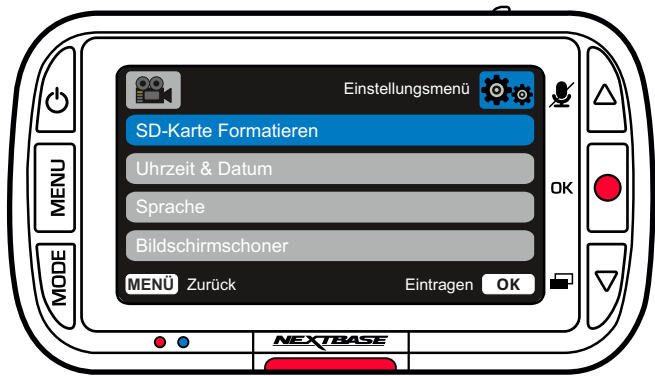 Einstellungsmenü
SD-Karte Formatieren
Uhrzeit & Datum
Sprache
Bildschirmschoner
MENÜ Zurück Eintragen OK
MENU
MODE
OK
NEXTBASE